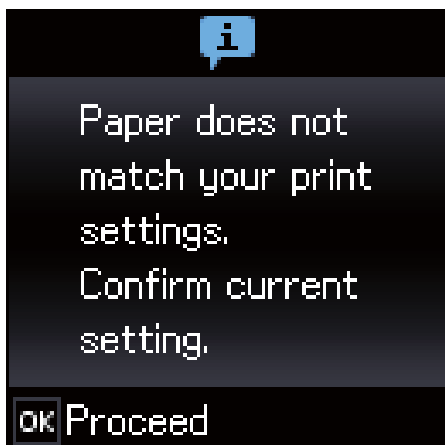 i
Paper does not
match your print
settings.
Confirm current
setting.
OK Proceed